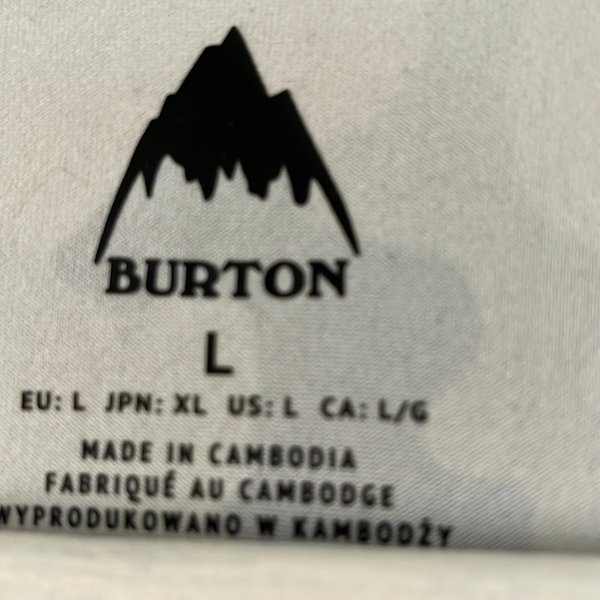 BURTON
L
EU: L JPN: XL US: L CA: L/G
MADE IN CAMBODIA
FABRIQUÉ AU CAMBODGE
WYPRODUKOWANO W KAMBODŻY